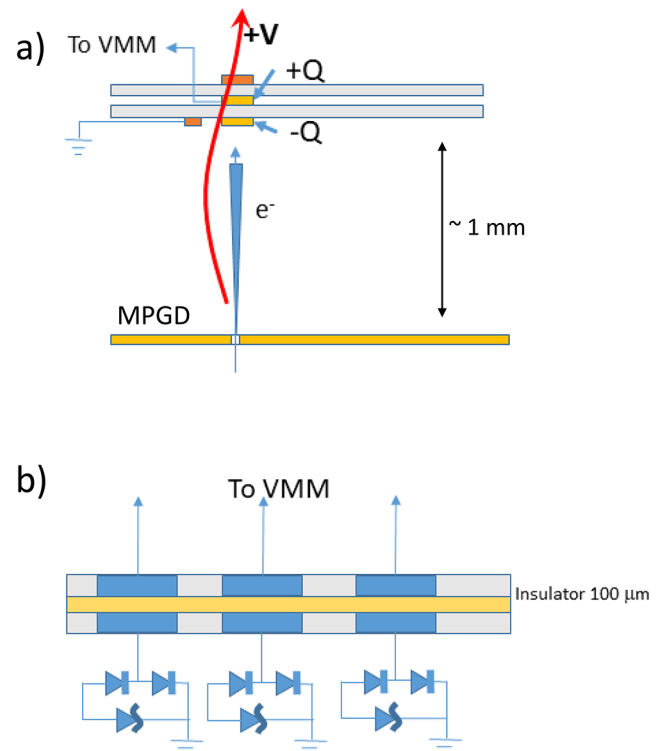 a)
+V
To VMM
+Q
-Q
e-
~ 1 mm
MPGD
b)
To VMM
Insulator 100 μm